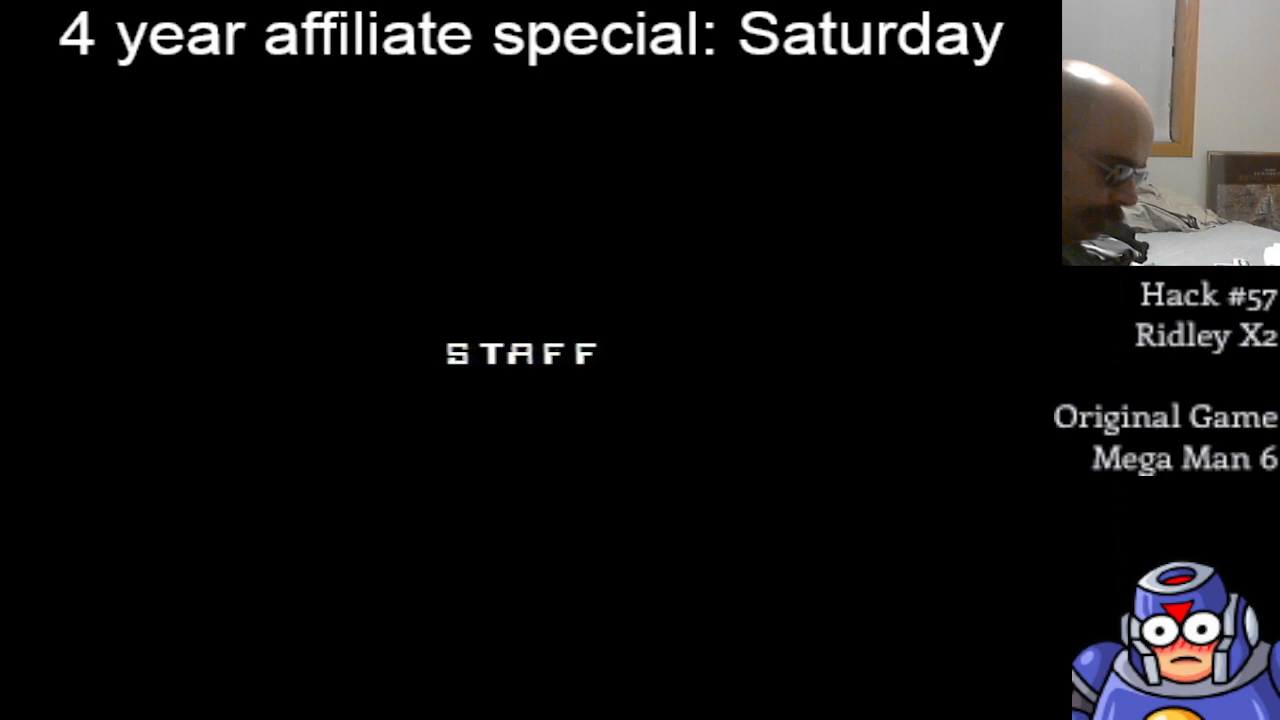 4 year affiliate special: Saturday
STAFF
Hack #57
Ridley X2
Original Game
Mega Man 6